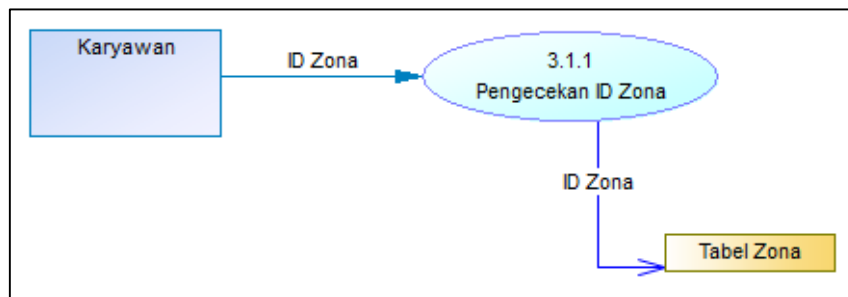 Karyawan
ID Zona
3.1.1
Pengecekan ID Zona
ID Zona
Tabel Zona